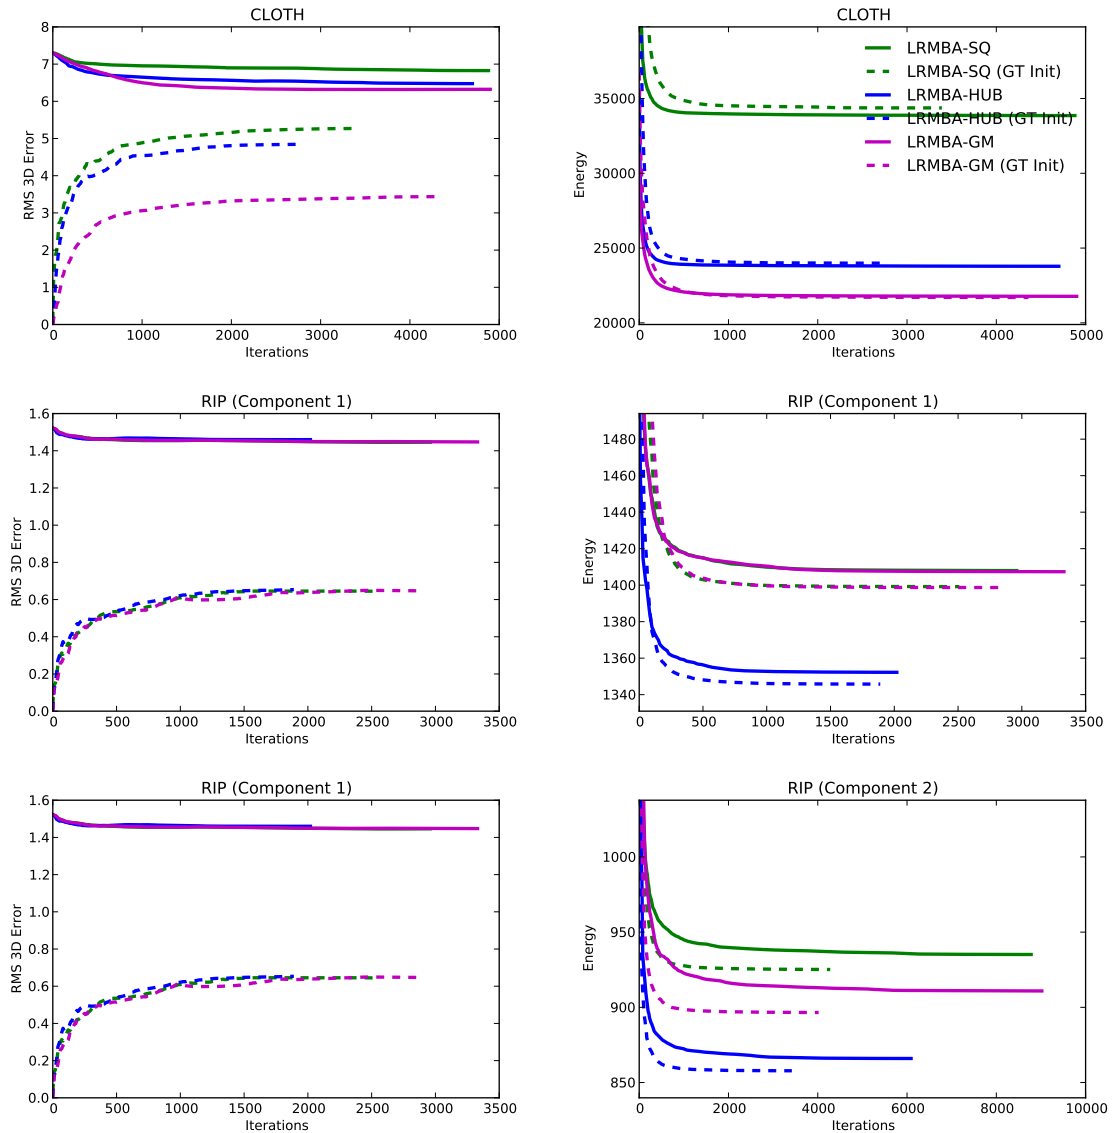 CLOTH
8
7
6
5
4
3
2
1
0
RMS 3D Error
0 1000 2000 3000 4000 5000
Iterations
CLOTH
35000
30000
25000
20000
Energy
LRMBA-SQ
LRMBA-SQ (GT Init)
LRMBA-HUB
LRMBA-HUB (GT Init)
LRMBA-GM
LRMBA-GM (GT Init)
0 1000 2000 3000 4000 5000
Iterations
RIP (Component 1)
1.6
1.4
1.2
1.0
0.8
0.6
0.4
0.2
0.0
RMS 3D Error
0 500 1000 1500 2000 2500 3000 3500
Iterations
RIP (Component 1)
1480
1460
1440
1420
1400
1380
1360
1340
Energy
0 500 1000 1500 2000 2500 3000 3500
Iterations
RIP (Component 1)
1.6
1.4
1.2
1.0
0.8
0.6
0.4
0.2
0.0
RMS 3D Error
0 500 1000 1500 2000 2500 3000 3500
Iterations
RIP (Component 2)
1000
950
900
850
Energy
0 2000 4000 6000 8000 10000
Iterations